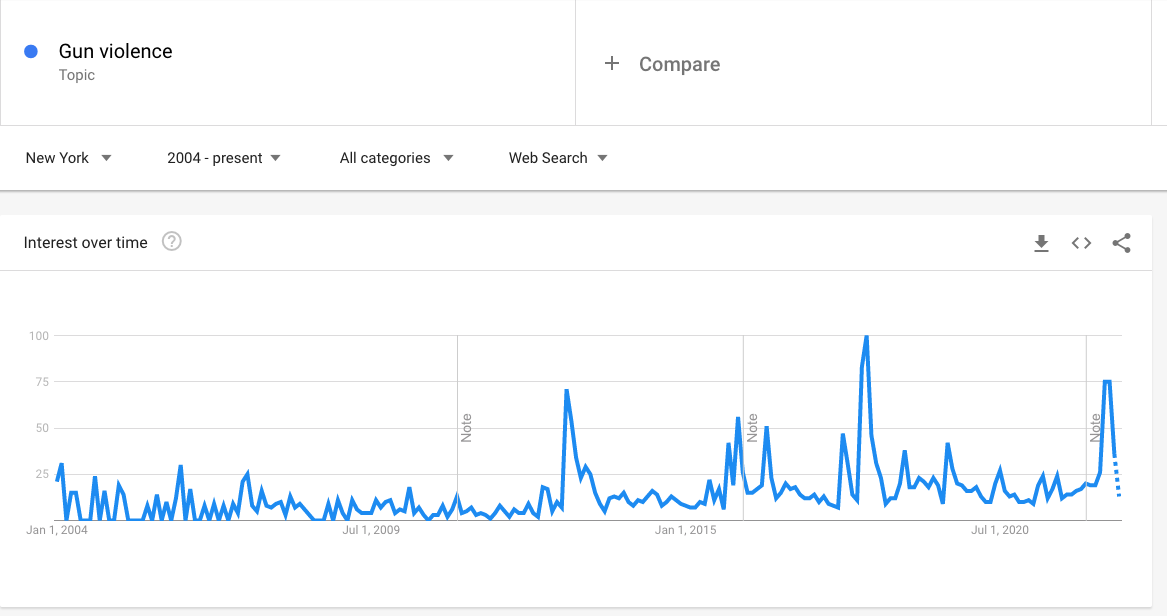 Gun violence
Topic
+ Compare
New York
2004 - present
All categories
Web Search
Interest over time ?
100
75
50
25
Note
Note
Note
Jan 1, 2004
Jul 1, 2009
Jan 1, 2015
Jul 1, 2020